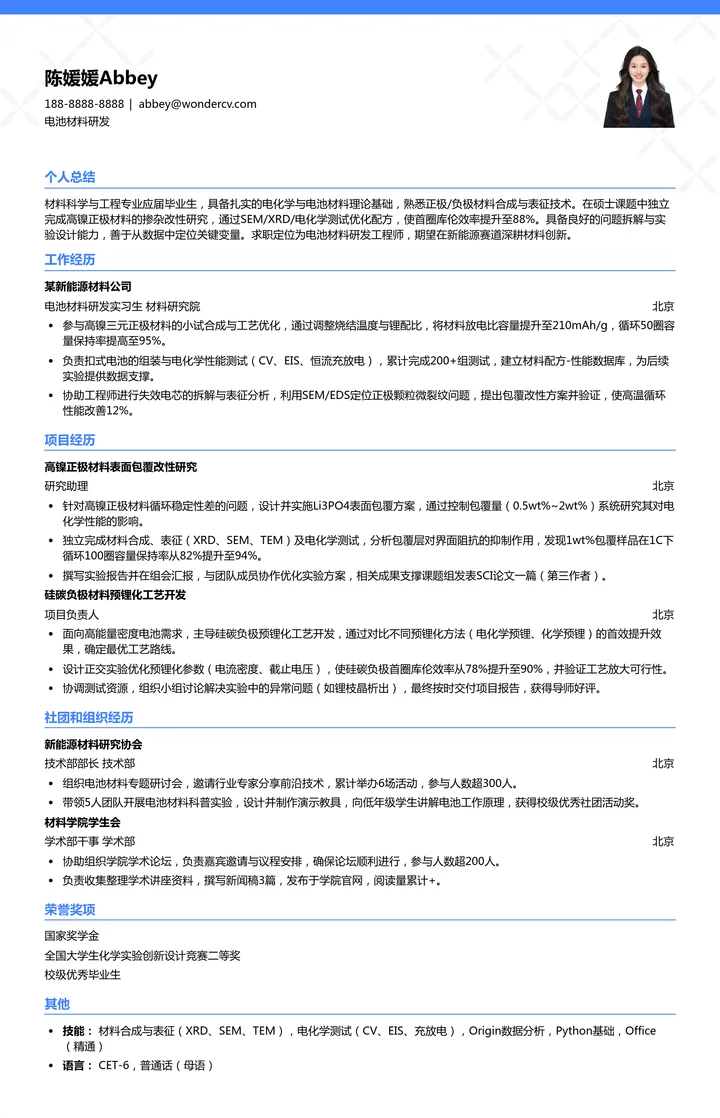 陈媛媛Abbey
188-8888-8888 | abbey@wondercv.com
电池材料研发
个人总结
材料科学与工程专业应届毕业生，具备扎实的电化学与电池材料理论基础，熟悉正极/负极材料合成与表征技术。在硕士课题中独立
完成高镍正极材料的掺杂改性研究，通过SEM/XRD/电化学测试优化配方，使首圈库伦效率提升至88%。具备良好的问题拆解与实
验设计能力，善于从数据中定位关键变量。求职定位为电池材料研发工程师，期望在新能源赛道深耕材料创新。
工作经历
某新能源材料公司
电池材料研发实习生 材料研究院 北京
• 参与高镍三元正极材料的小试合成与工艺优化，通过调整烧结温度与锂配比，将材料放电比容量提升至210mAh/g，循环50圈容
量保持率提高至95%。
• 负责扣式电池的组装与电化学性能测试（CV、EIS、恒流充放电），累计完成200+组测试，建立材料配方-性能数据库，为后续
实验提供数据支撑。
• 协助工程师进行失效电芯的拆解与表征分析，利用SEM/EDS定位正极颗粒微裂纹问题，提出包覆改性方案并验证，使高温循环
性能改善12%。
项目经历
高镍正极材料表面包覆改性研究
研究助理 北京
• 针对高镍正极材料循环稳定性差的问题，设计并实施Li3PO4表面包覆方案，通过控制包覆量（0.5wt%~2wt%）系统研究其对电
化学性能的影响。
• 独立完成材料合成、表征（XRD、SEM、TEM）及电化学测试，分析包覆层对界面阻抗的抑制作用，发现1wt%包覆样品在1C下
循环100圈容量保持率从82%提升至94%。
• 撰写实验报告并在组会汇报，与团队成员协作优化实验方案，相关成果支撑课题组发表SCI论文一篇（第三作者）。
硅碳负极材料预锂化工艺开发
项目负责人 北京
• 面向高能量密度电池需求，主导硅碳负极预锂化工艺开发，通过对比不同预锂化方法（电化学预锂、化学预锂）的首效提升效
果，确定最优工艺路线。
• 设计正交实验优化预锂化参数（电流密度、截止电压），使硅碳负极首圈库伦效率从78%提升至90%，并验证工艺放大可行性。
• 协调测试资源，组织小组讨论解决实验中的异常问题（如锂枝晶析出），最终按时交付项目报告，获得导师好评。
社团和组织经历
新能源材料研究协会
技术部部长 技术部 北京
• 组织电池材料专题研讨会，邀请行业专家分享前沿技术，累计举办6场活动，参与人数超300人。
• 带领5人团队开展电池材料科普实验，设计并制作演示教具，向低年级学生讲解电池工作原理，获得校级优秀社团活动奖。
材料学院学生会
学术部干事 学术部 北京
• 协助组织学院学术论坛，负责嘉宾邀请与议程安排，确保论坛顺利进行，参与人数超200人。
• 负责收集整理学术讲座资料，撰写新闻稿3篇，发布于学院官网，阅读量累计+。
荣誉奖项
国家奖学金
全国大学生化学实验创新设计竞赛二等奖
校级优秀毕业生
其他
• 技能： 材料合成与表征（XRD、SEM、TEM），电化学测试（CV、EIS、充放电），Origin数据分析，Python基础，Office
（精通）
• 语言： CET-6，普通话（母语）